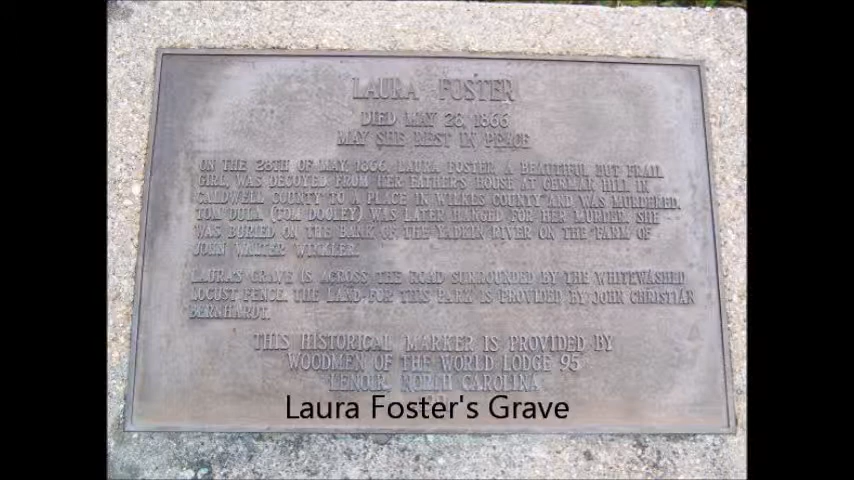 LAURA FOSTER
DIED MAY 28, 1866
MAY SHE REST IN PEACE
ON THE 28TH OF MAY 1866, LAURA FOSTER, A BEAUTIFUL BUT FRAIL
GIRL, WAS DECOYED FROM HER FATHER'S HOUSE AT GERMAN HILL IN
CALDWELL COUNTY TO A PLACE IN WILKES COUNTY AND WAS MURDERED.
TOM DULA (TOM DOOLEY) WAS LATER HANGED FOR HER MURDER. SHE
WAS BURIED ON THE BANK OF THE YADKIN RIVER ON THE FARM OF
JOHN WALTER WINKLER.
LAURA'S GRAVE IS ACROSS THE ROAD SURROUNDED BY THE WHITEWASHED
LOCUST FENCE. THE LAND FOR THIS PARK IS PROVIDED BY JOHN CHRISTIAN
BERNHARDT.
THIS HISTORICAL MARKER IS PROVIDED BY
WOODMEN OF THE WORLD LODGE 95
LENOIR, NORTH CAROLINA
Laura Foster's Grave